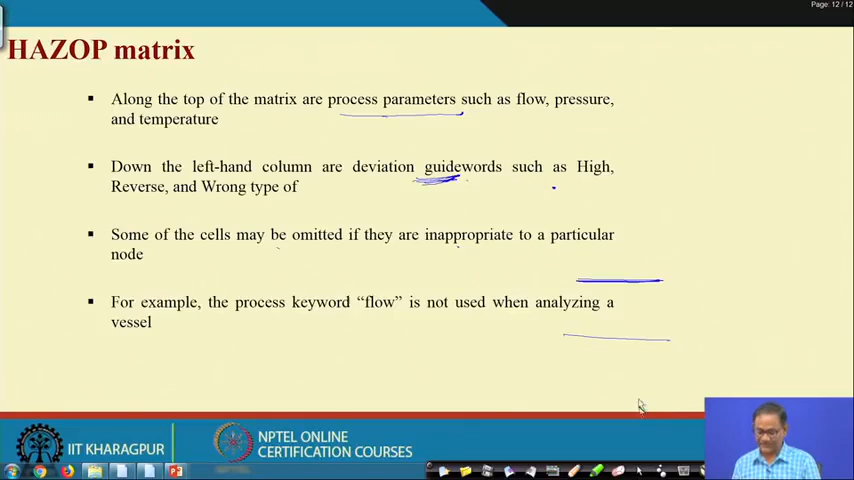 Page: 12 / 12
HAZOP matrix
▪ Along the top of the matrix are process parameters such as flow, pressure,
and temperature
▪ Down the left-hand column are deviation guidewords such as High,
Reverse, and Wrong type of
▪ Some of the cells may be omitted if they are inappropriate to a particular
node
▪ For example, the process keyword “flow” is not used when analyzing a
vessel
IIT KHARAGPUR
NPTEL ONLINE
CERTIFICATION COURSES